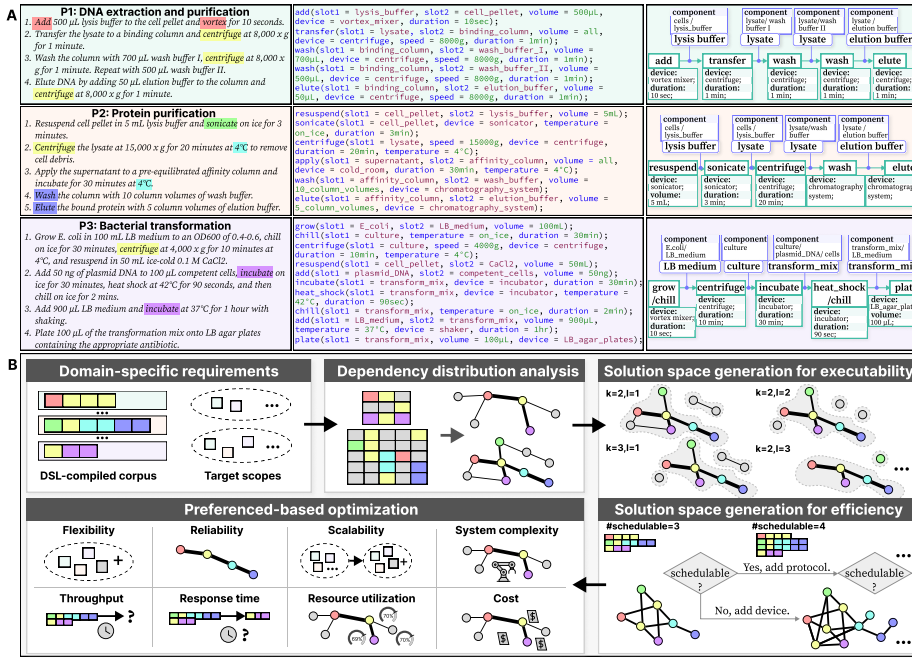 A
P1: DNA extraction and purification
1. Add 500 µL lysis buffer to the cell pellet and vortex for 10 seconds.
2. Transfer the lysate to a binding column and centrifuge at 8,000 x g
for 1 minute.
3. Wash the column with 700 µL wash buffer I, centrifuge at 8,000 x
g for 1 minute. Repeat with 500 µL wash buffer II.
4. Elute DNA by adding 50 µL elution buffer to the column and
centrifuge at 8,000 x g for 1 minute.
add(slot1 = lysis_buffer, slot2 = cell_pellet, volume = 500µL,
device = vortex_mixer, duration = 10sec);
transfer(slot1 = lysate, slot2 = binding_column, volume = all,
device = centrifuge, speed = 8000g, duration = 1min);
wash(slot1 = binding_column, slot2 = wash_buffer_I, volume =
700µL, device = centrifuge, speed = 8000g, duration = 1min);
wash(slot1 = binding_column, slot2 = wash_buffer_II, volume =
500µL, device = centrifuge, speed = 8000g, duration = 1min);
elute(slot1 = binding_column, slot2 = elution_buffer, volume =
50µL, device = centrifuge, speed = 8000g, duration = 1min);
component component component component
cells /
lysis_buffer
lysate/ wash
buffer I
lysate/wash
buffer II
lysate /
elution buffer
lysis buffer lysate lysate elution buffer
add transfer wash wash elute
device:
vortex mixer;
duration:
10 sec;
device:
centrifuge;
duration:
1 min;
device:
centrifuge;
duration:
1 min;
device:
centrifuge;
duration:
1 min;
device:
centrifuge;
duration:
1 min;
P2: Protein purification
1. Resuspend cell pellet in 5 mL lysis buffer and sonicate on ice for 3
minutes.
2. Centrifuge the lysate at 15,000 x g for 20 minutes at 4°C to remove
cell debris.
3. Apply the supernatant to a pre-equilibrated affinity column and
incubate for 30 minutes at 4°C.
4. Wash the column with 10 column volumes of wash buffer.
5. Elute the bound protein with 5 column volumes of elution buffer.
resuspend(slot1 = cell_pellet, slot2 = lysis_buffer, volume = 5mL);
sonicate(slot1 = cell_pellet, device = sonicator, temperature =
on_ice, duration = 3min);
centrifuge(slot1 = lysate, speed = 15000g, device = centrifuge,
duration = 20min, temperature = 4°C);
apply(slot1 = supernatant, slot2 = affinity_column, volume = all,
device = cold_room, duration = 30min, temperature = 4°C);
wash(slot1 = affinity_column, slot2 = wash_buffer, volume =
10_column_volumes, device = chromatography_system);
elute(slot1 = affinity_column, slot2 = elution_buffer, volume =
5_column_volumes, device = chromatography_system);
component component component component
cells /
lysis_buffer
cells /
lysis_buffer
lysate/wash
buffer
lysate /
elution buffer
lysis buffer lysate lysate elution buffer
resuspend sonicate centrifuge wash elute
device:
sonicator;
volume:
5 mL;
device:
sonicator;
duration:
3 min;
device:
centrifuge;
duration:
20 min;
device:
chromatography
system;
device:
chromatography
system;
P3: Bacterial transformation
1. Grow E. coli in 100 mL LB medium to an OD600 of 0.4-0.6, chill
on ice for 30 minutes, centrifuge at 4,000 x g for 10 minutes at
4°C, and resuspend in 50 mL ice-cold 0.1 M CaCl2.
2. Add 50 ng of plasmid DNA to 100 µL competent cells, incubate on
ice for 30 minutes, heat shock at 42°C for 90 seconds, and then
chill on ice for 2 mins.
3. Add 900 µL LB medium and incubate at 37°C for 1 hour with
shaking.
4. Plate 100 µL of the transformation mix onto LB agar plates
containing the appropriate antibiotic.
grow(slot1 = E_coli, slot2 = LB_medium, volume = 100mL);
chill(slot1 = culture, temperature = on_ice, duration = 30min);
centrifuge(slot1 = culture, speed = 4000g, device = centrifuge,
duration = 10min, temperature = 4°C);
resupend(slot1 = cell_pellet, slot2 = CaCl2, volume = 50mL);
add(slot1 = plasmid_DNA, slot2 = competent_cells, volume = 50ng);
incubate(slot1 = transform_mix, device = incubator, duration = 30min);
heat_shock(slot1 = transform_mix, device = incubator, temperature =
42°C, duration = 90sec);
chill(slot1 = transform_mix, temperature = on_ice, duration = 2min);
add(slot1 = LB_medium, slot2 = transform_mix, volume = 900µL,
temperature = 37°C, device = shaker, duration = 1hr);
plate(slot1 = transform_mix, volume = 100µL, device = LB_agar_plates);
component component component component
E.coli/
LB_medium
culture
culture/
plasmid_DNA/ cells
transform_mix/
LB_medium
LB medium culture transform_mix transform_mix
grow
/chill
centrifuge incubate
heat_shock
/chill
plate
device:
vortex mixer;
duration:
10 sec;
device:
centrifuge;
duration:
10 min;
device:
incubator;
duration:
30 min;
device:
incubator;
duration:
90 sec;
device:
LB_agar_plates
volume:
100 µL;
B
Domain-specific requirements
DSL-compiled corpus
Target scopes
Dependency distribution analysis
Solution space generation for executability
k=2,l=1 k=2,l=2
k=3,l=1 k=2,l=3
Preferenced-based optimization
Flexibility Reliability Scalability System complexity
Throughput Response time Resource utilization Cost
?
?
70%
69%
70%
$
$
$
Solution space generation for efficiency
#schedulable=3 #schedulable=4
schedulable
?
Yes, add protocol.
schedulable
?
No, add device.